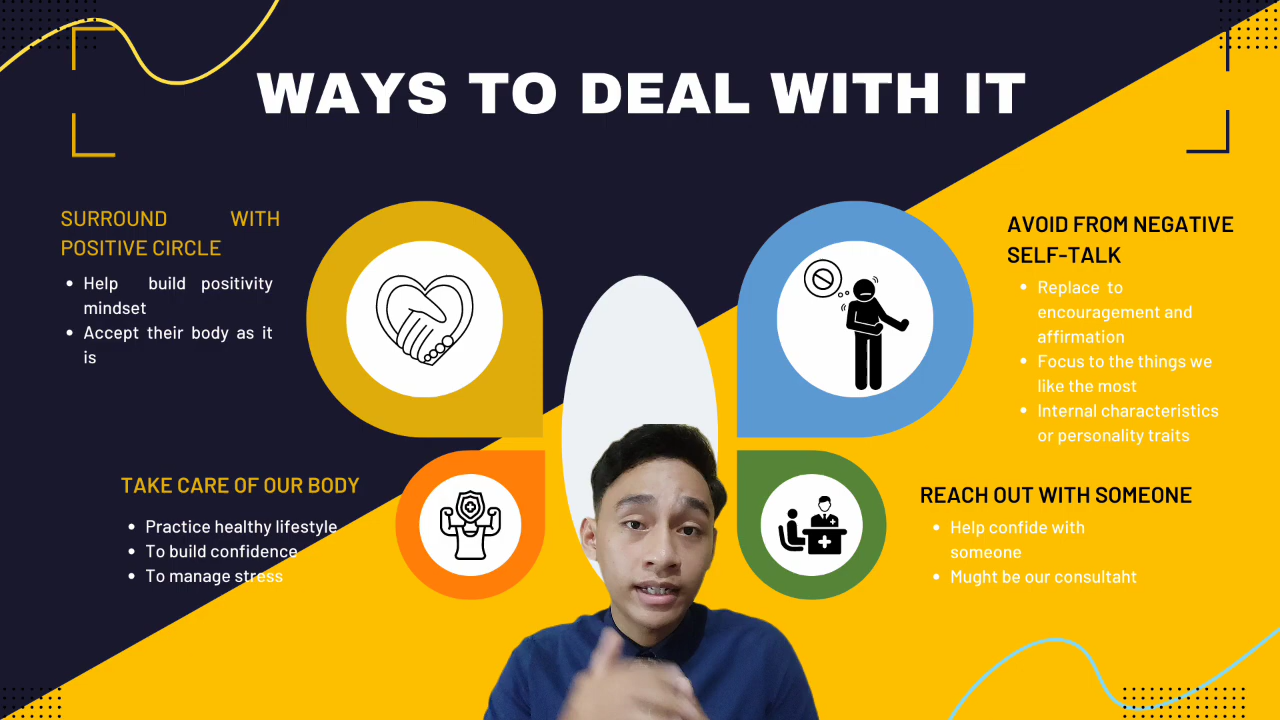 WAYS TO DEAL WITH IT
SURROUND WITH
POSITIVE CIRCLE
Help build positivity
mindset
Accept their body as it
is
AVOID FROM NEGATIVE
SELF-TALK
Replace to
encouragement and
affirmation
Focus to the things we
like the most
Internal characteristics
or personality traits
TAKE CARE OF OUR BODY
Practice healthy lifestyle
To build confidence
To manage stress
REACH OUT WITH SOMEONE
Help confide with
someone
Mught be our consultaht